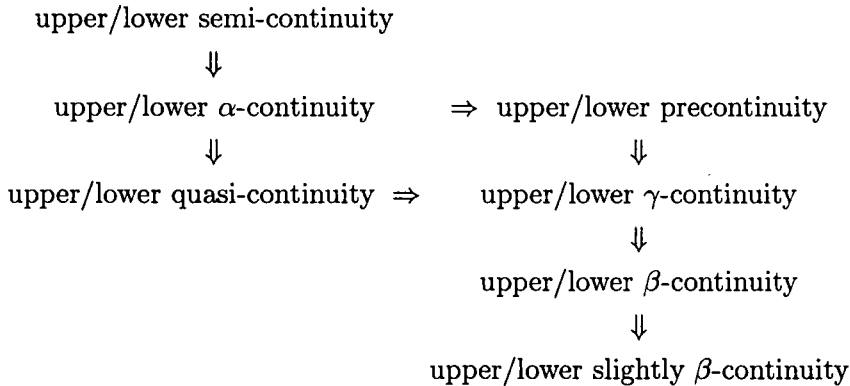 upper/lower semi-continuity
⇓
upper/lower α-continuity ⇒ upper/lower precontinuity
⇓ ⇓
upper/lower quasi-continuity ⇒ upper/lower γ-continuity
⇓
upper/lower β-continuity
⇓
upper/lower slightly β-continuity